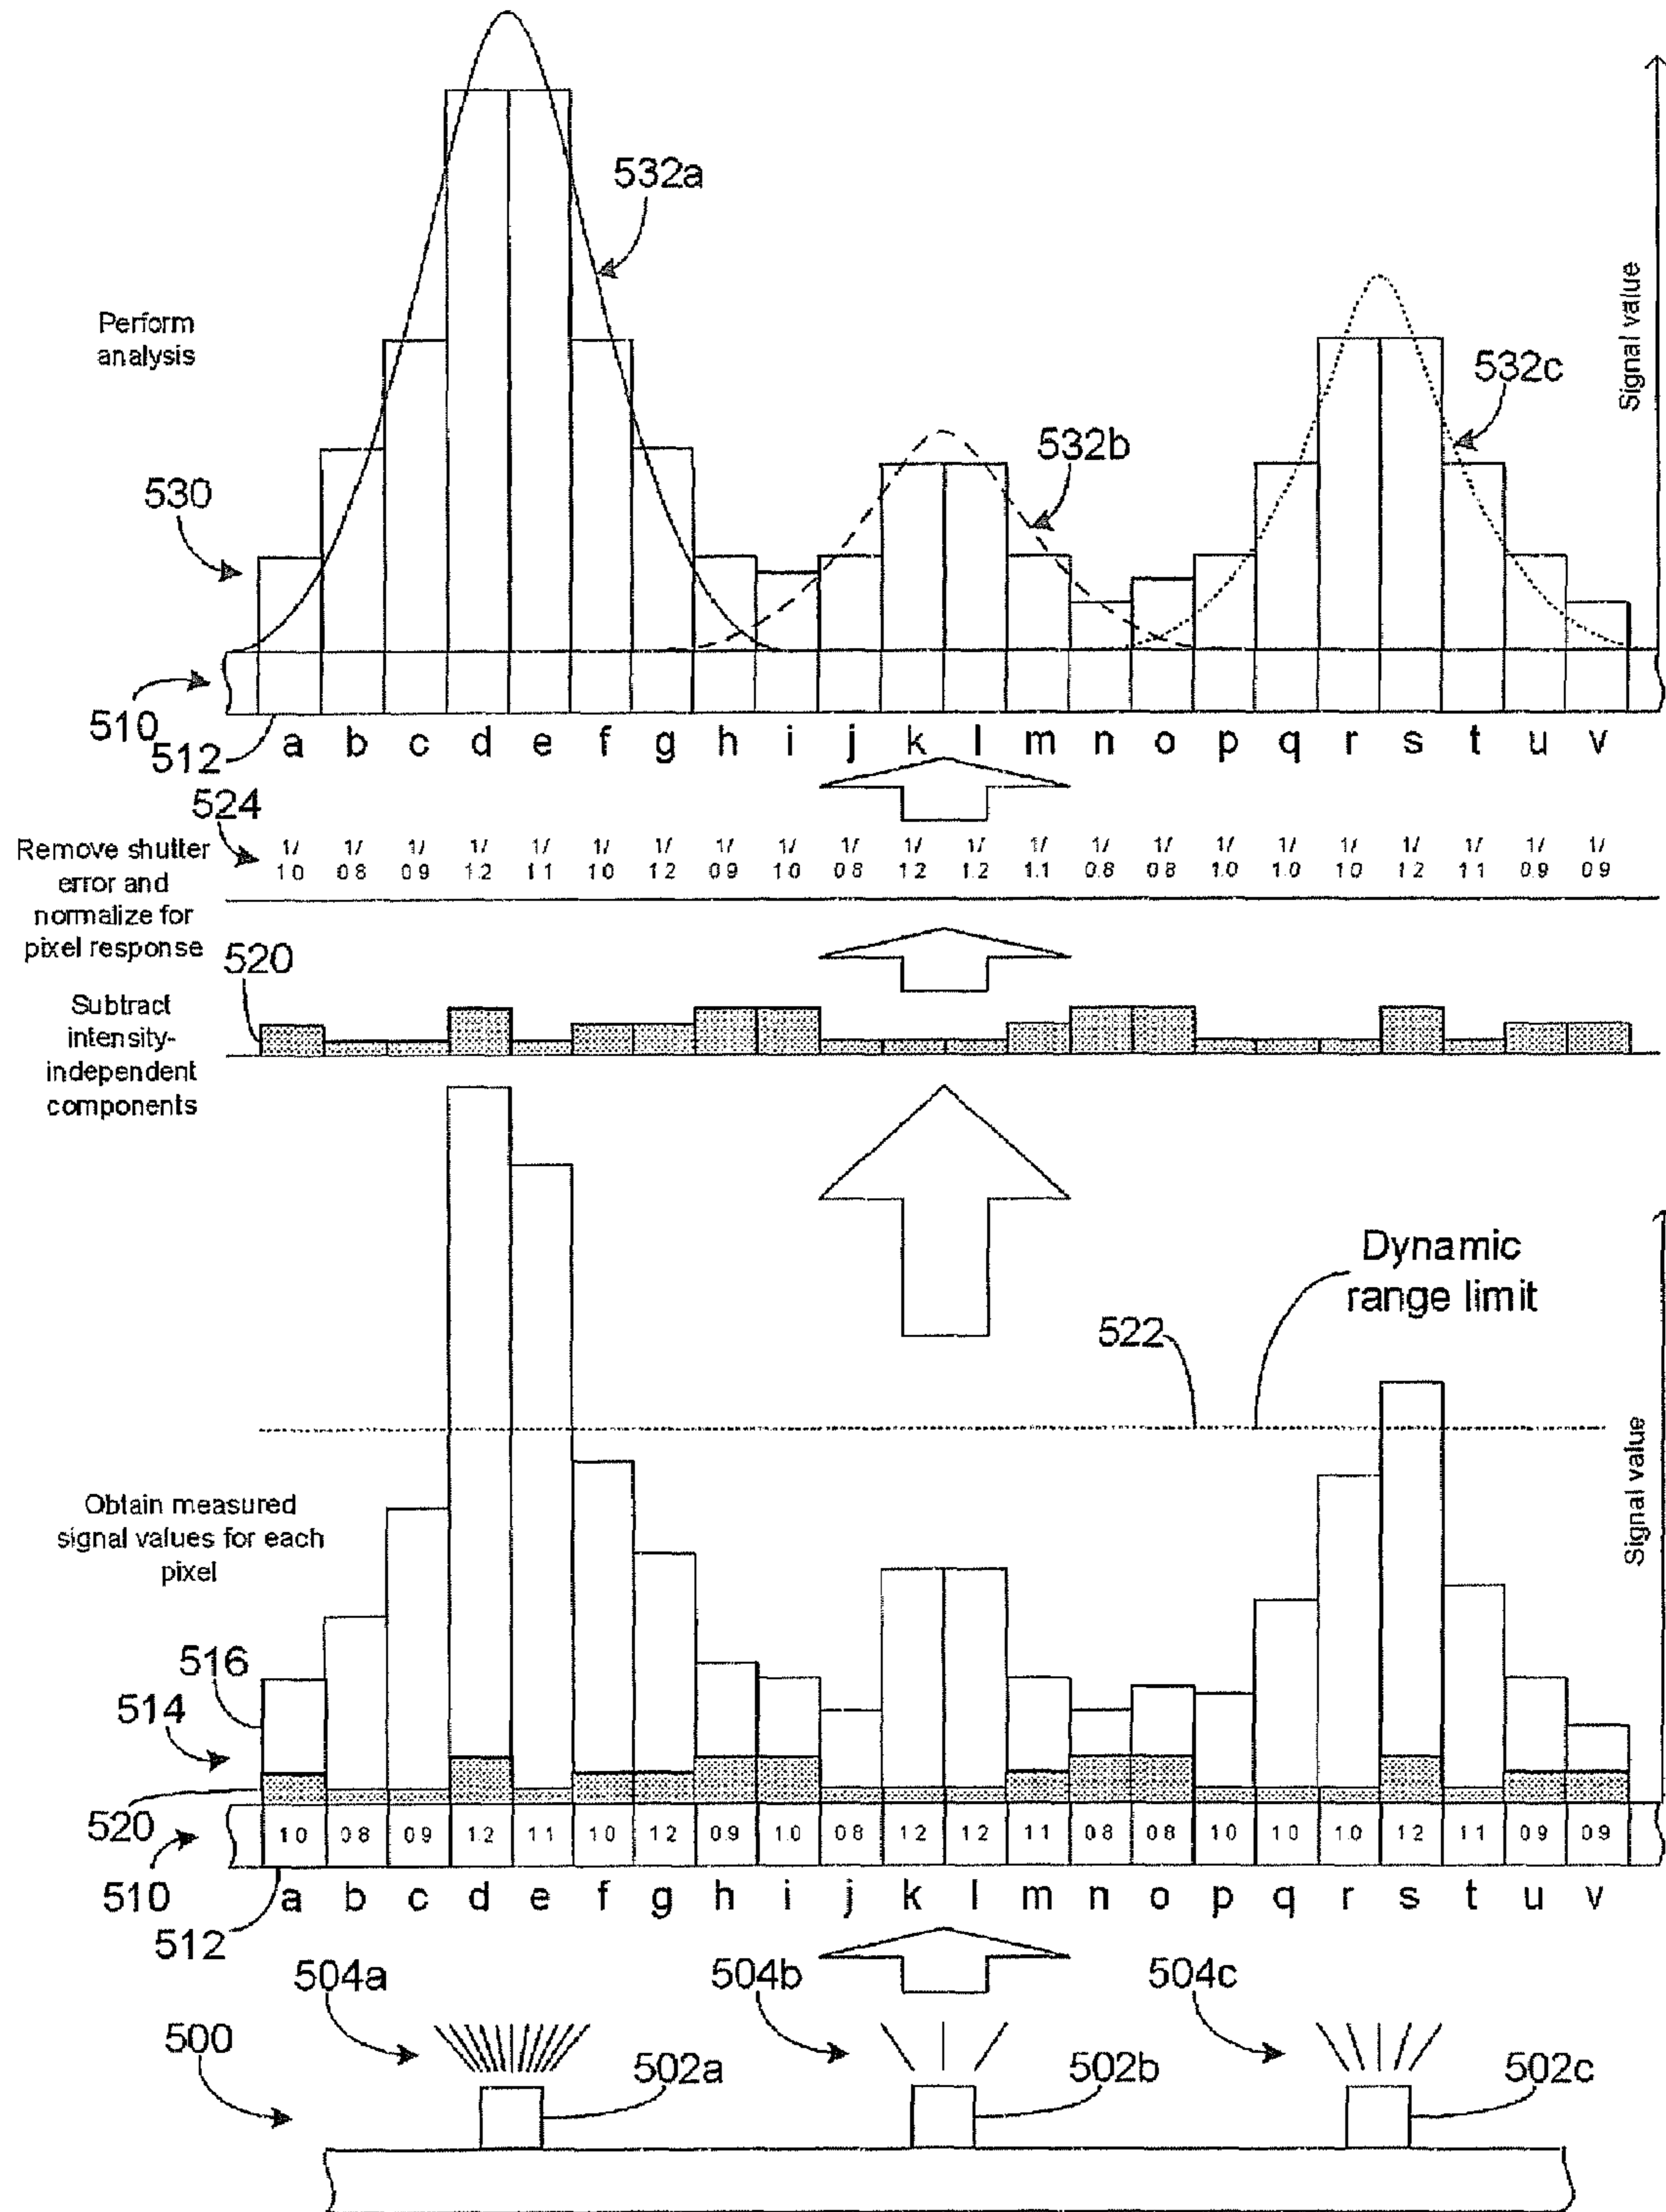 532a
Signal value
Perform
analysis
532c
532b
530
510
512
a b c d e f g h i j k l m n o p q r s t u v
524
Remove shutter
error and
normalize for
pixel response
1/ 1/ 1/ 1/ 1/ 1/ 1/ 1/ 1/ 1/ 1/ 1/ 1/ 1/ 1/ 1/ 1/ 1/ 1/ 1/ 1/ 1/
1.0 0.8 0.9 1.2 1.1 1.0 1.2 0.9 1.0 0.8 1.2 1.2 1.1 0.8 0.8 1.0 1.0 1.0 1.2 1.1 0.9 0.9
520
Subtract
intensity-
independent
components
Dynamic
range limit
522
Signal value
Obtain measured
signal values for each
pixel
516
514
520
1.0 0.8 0.9 1.2 1.1 1.0 1.2 0.9 1.0 0.8 1.2 1.2 1.1 0.8 0.8 1.0 1.0 1.0 1.2 1.1 0.9 0.9
510
a b c d e f g h i j k l m n o p q r s t u v
512
504a
504b
504c
500
502a
502b
502c